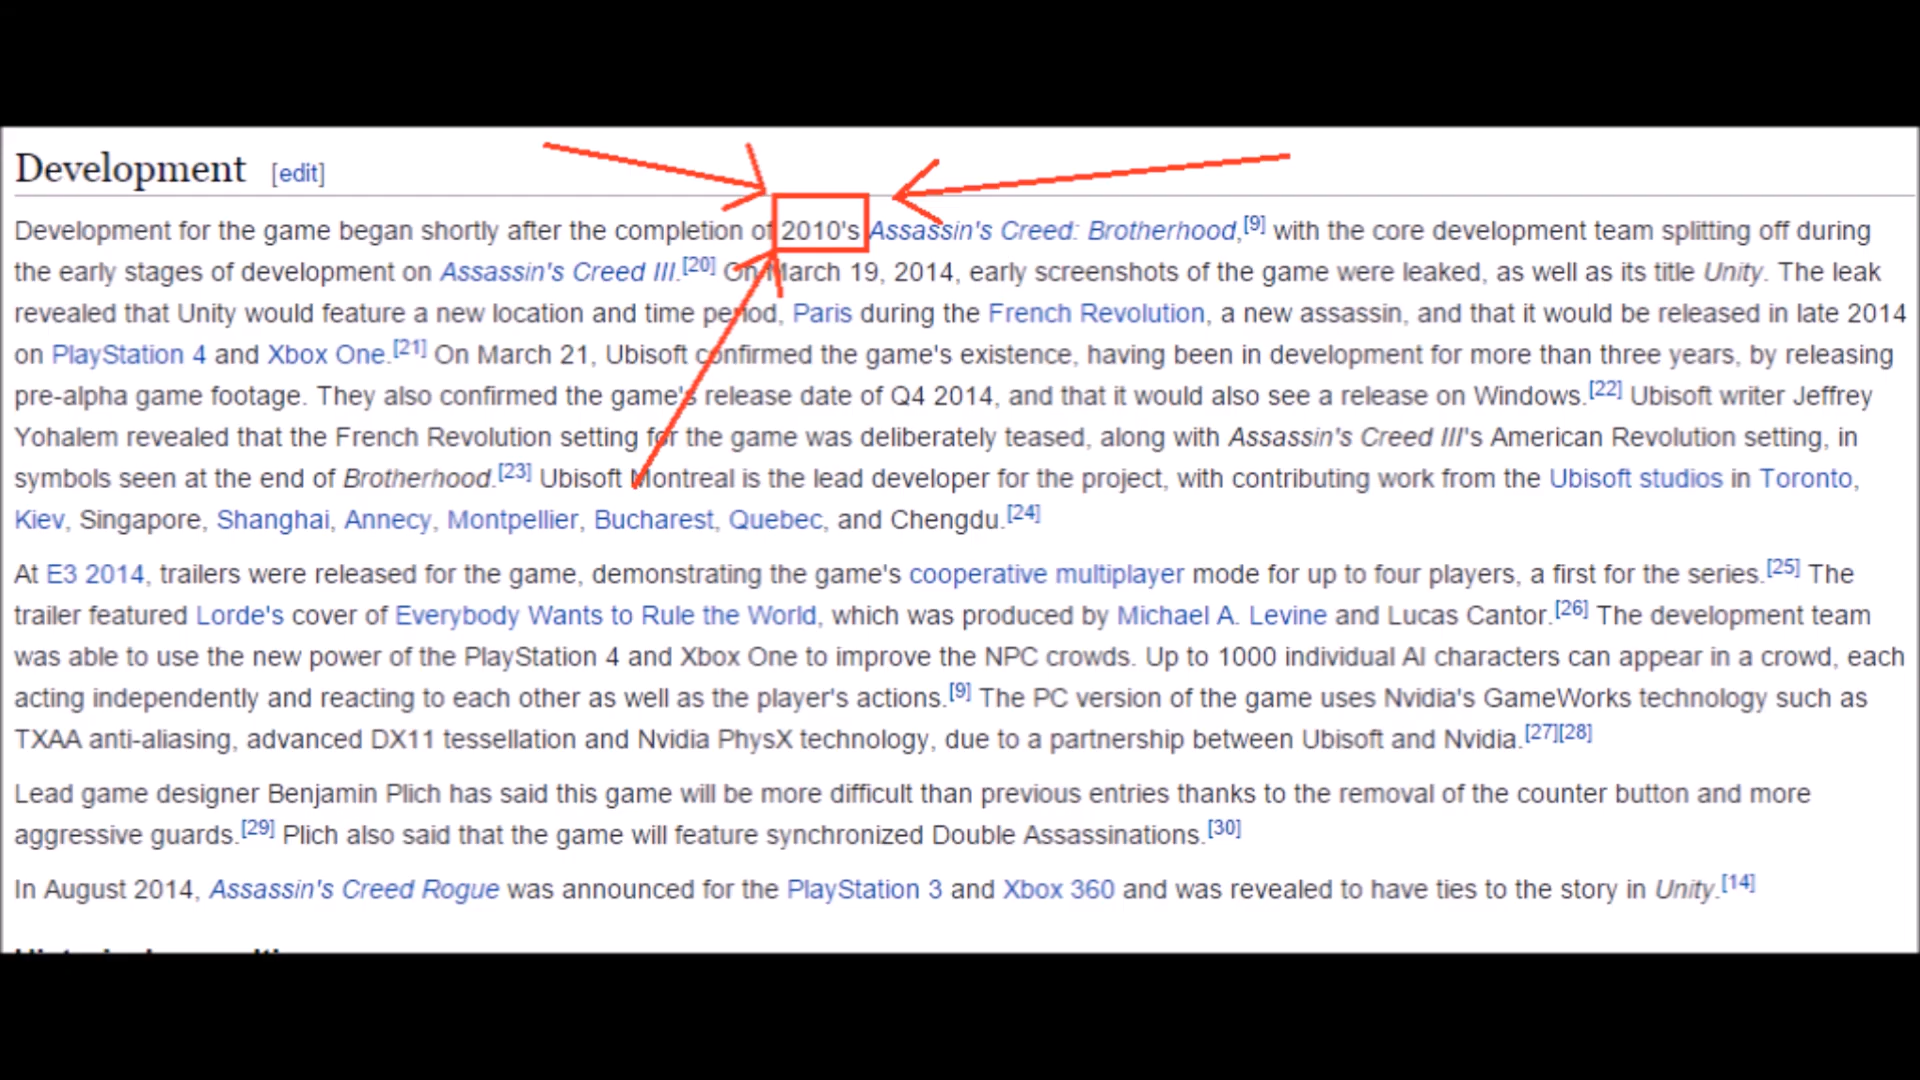 Development [edit]
Development for the game began shortly after the completion of 2010's Assassin's Creed: Brotherhood,[9] with the core development team splitting off during
the early stages of development on Assassin's Creed III.[20] On March 19, 2014, early screenshots of the game were leaked, as well as its title Unity. The leak
revealed that Unity would feature a new location and time period, Paris during the French Revolution, a new assassin, and that it would be released in late 2014
on PlayStation 4 and Xbox One.[21] On March 21, Ubisoft confirmed the game's existence, having been in development for more than three years, by releasing
pre-alpha game footage. They also confirmed the game's release date of Q4 2014, and that it would also see a release on Windows.[22] Ubisoft writer Jeffrey
Yohalem revealed that the French Revolution setting for the game was deliberately teased, along with Assassin's Creed III's American Revolution setting, in
symbols seen at the end of Brotherhood.[23] Ubisoft Montreal is the lead developer for the project, with contributing work from the Ubisoft studios in Toronto,
Kiev, Singapore, Shanghai, Annecy, Montpellier, Bucharest, Quebec, and Chengdu.[24]
At E3 2014, trailers were released for the game, demonstrating the game's cooperative multiplayer mode for up to four players, a first for the series.[25] The
trailer featured Lorde's cover of Everybody Wants to Rule the World, which was produced by Michael A. Levine and Lucas Cantor.[26] The development team
was able to use the new power of the PlayStation 4 and Xbox One to improve the NPC crowds. Up to 1000 individual AI characters can appear in a crowd, each
acting independently and reacting to each other as well as the player's actions.[9] The PC version of the game uses Nvidia's GameWorks technology such as
TXAA anti-aliasing, advanced DX11 tessellation and Nvidia PhysX technology, due to a partnership between Ubisoft and Nvidia.[27][28]
Lead game designer Benjamin Plich has said this game will be more difficult than previous entries thanks to the removal of the counter button and more
aggressive guards.[29] Plich also said that the game will feature synchronized Double Assassinations.[30]
In August 2014, Assassin's Creed Rogue was announced for the PlayStation 3 and Xbox 360 and was revealed to have ties to the story in Unity.[14]